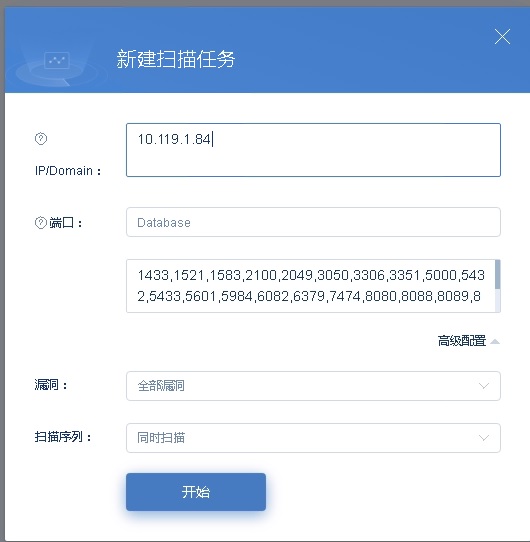 新建扫描任务
10.119.1.84
IP/Domain：
端口：
Database
1433,1521,1583,2100,2049,3050,3306,3351,5000,543
2,5433,5601,5984,6082,6379,7474,8080,8088,8089,8
高级配置
漏洞：
全部漏洞
扫描序列：
同时扫描
开始